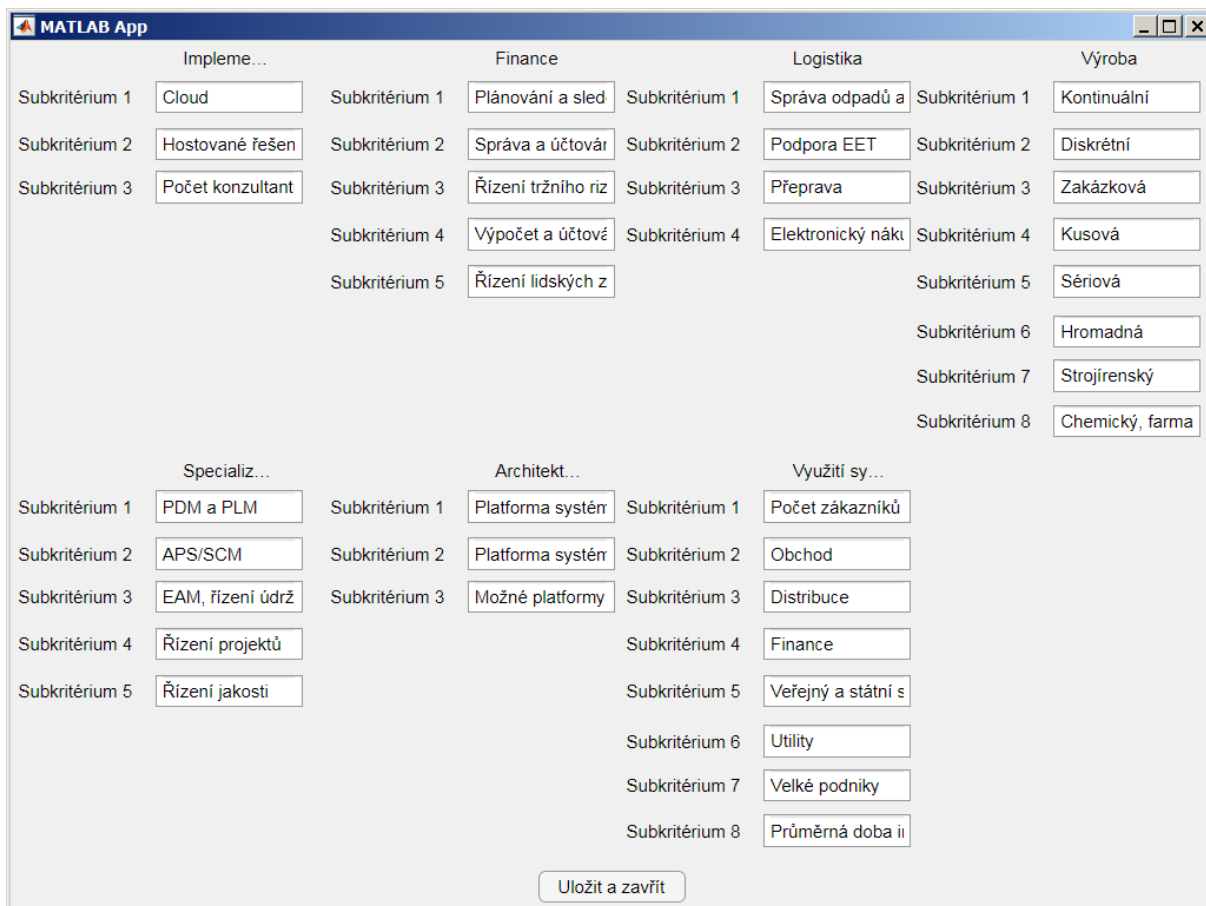 MATLAB App
Impleme... Finance Logistika Výroba
Subkritérium 1 Cloud Subkritérium 1 Plánování a sled Subkritérium 1 Správa odpadů a Subkritérium 1 Kontinuální
Subkritérium 2 Hostované řešen Subkritérium 2 Správa a účtován Subkritérium 2 Podpora EET Subkritérium 2 Diskrétní
Subkritérium 3 Počet konzultant Subkritérium 3 Řízení tržního riz Subkritérium 3 Přeprava Subkritérium 3 Zakázková
Subkritérium 4 Výpočet a účtová Subkritérium 4 Elektronický náku Subkritérium 4 Kusová
Subkritérium 5 Řízení lidských z Subkritérium 5 Sériová
Subkritérium 6 Hromadná
Subkritérium 7 Strojírenský
Subkritérium 8 Chemický, farma
Specializ... Architekt... Využití sy...
Subkritérium 1 PDM a PLM Subkritérium 1 Platforma systém Subkritérium 1 Počet zákazníků
Subkritérium 2 APS/SCM Subkritérium 2 Platforma systém Subkritérium 2 Obchod
Subkritérium 3 EAM, řízení údrž Subkritérium 3 Možné platformy Subkritérium 3 Distribuce
Subkritérium 4 Řízení projektů Subkritérium 4 Finance
Subkritérium 5 Řízení jakosti Subkritérium 5 Veřejný a státní s
Subkritérium 6 Utility
Subkritérium 7 Velké podniky
Subkritérium 8 Průměrná doba i
Uložit a zavřít